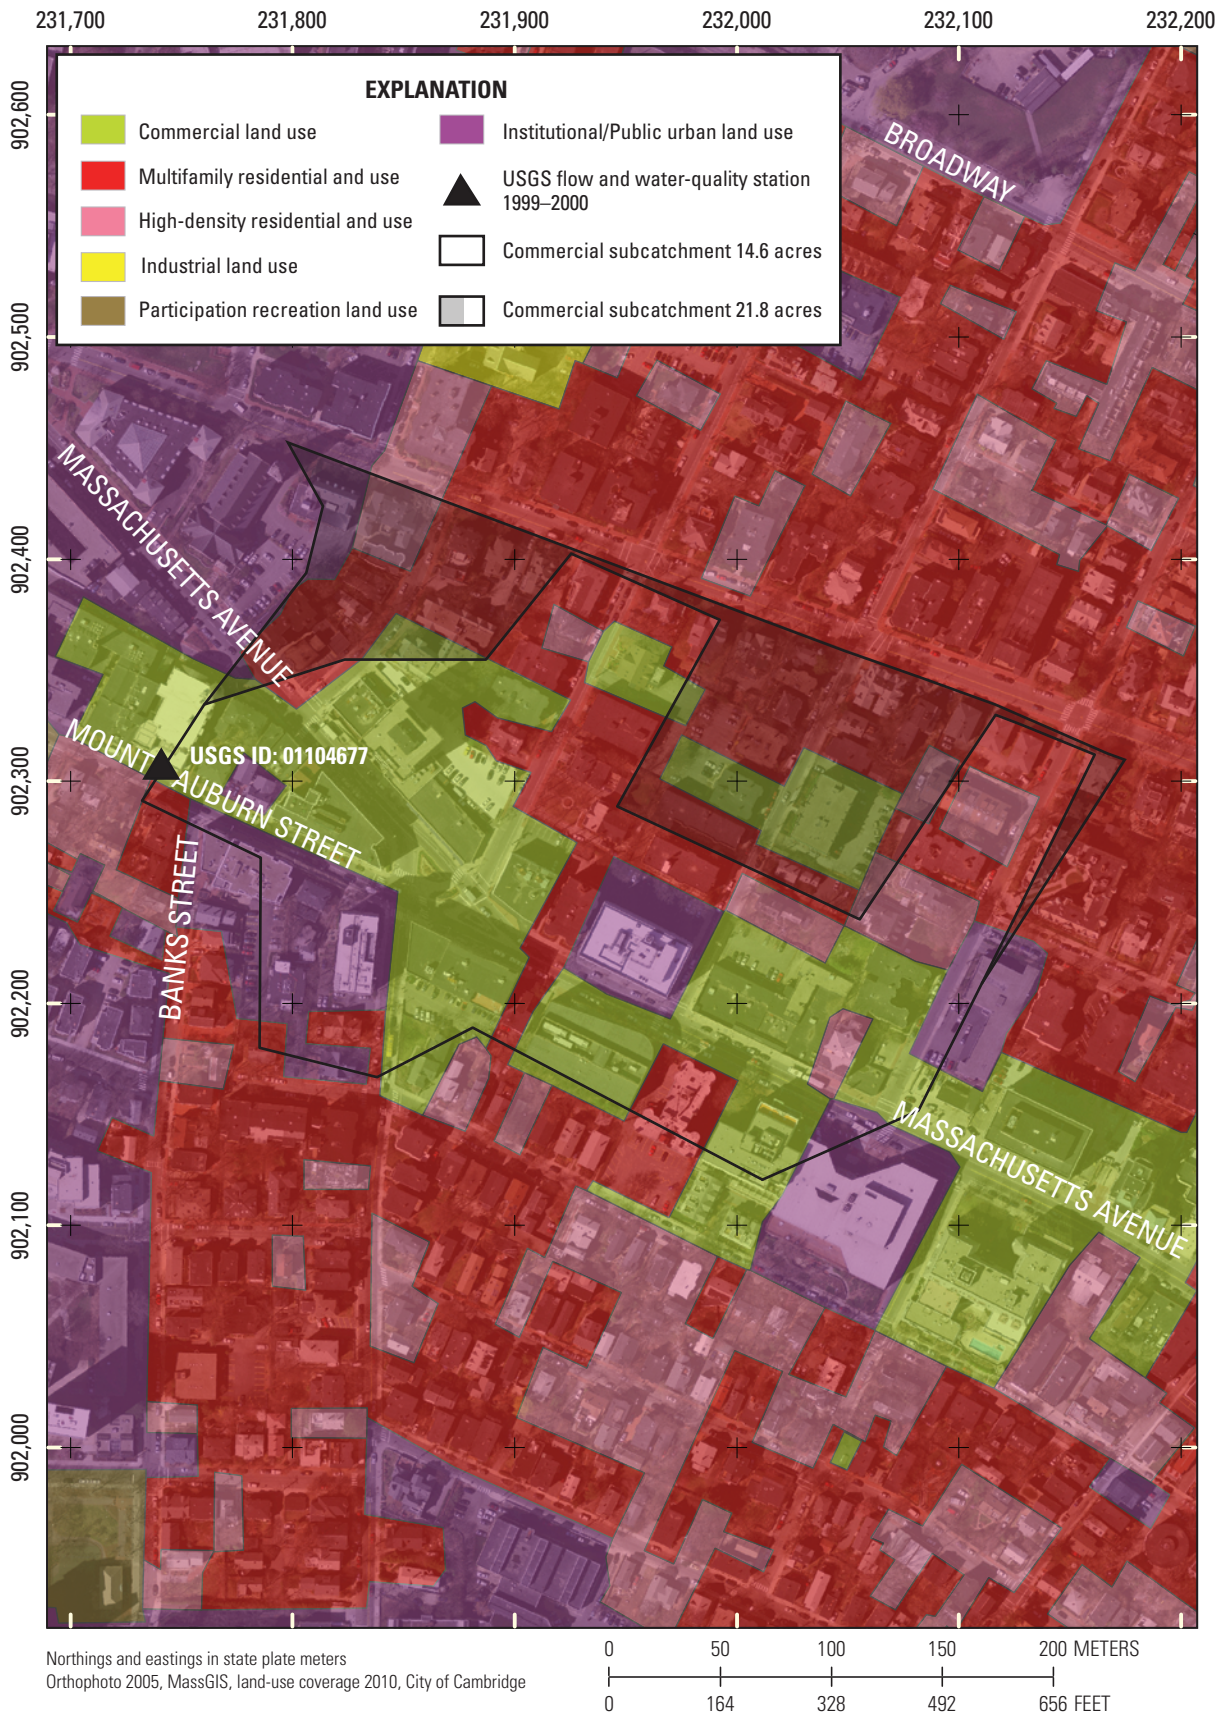 231,700 231,800 231,900 232,000 232,100 232,200
902,600
902,500
902,400
902,300
902,200
902,100
902,000
EXPLANATION
Commercial land use
Multifamily residential and use
High-density residential and use
Industrial land use
Participation recreation land use
Institutional/Public urban land use
USGS flow and water-quality station
1999–2000
Commercial subcatchment 14.6 acres
Commercial subcatchment 21.8 acres
BROADWAY
MASSACHUSETTS AVENUE
MOUNT AUBURN STREET
USGS ID: 01104677
BANKS STREET
MASSACHUSETTS AVENUE
Northings and eastings in state plate meters
Orthophoto 2005, MassGIS, land-use coverage 2010, City of Cambridge
0 50 100 150 200 METERS
0 164 328 492 656 FEET